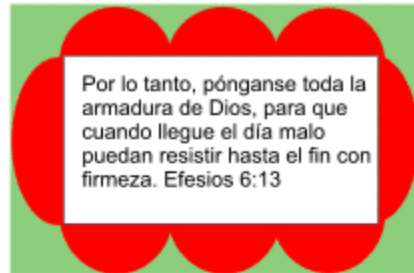 Por lo tanto, pónganse toda la
armadura de Dios, para que
cuando llegue el día malo
puedan resistir hasta el fin con
firmeza. Efesios 6:13